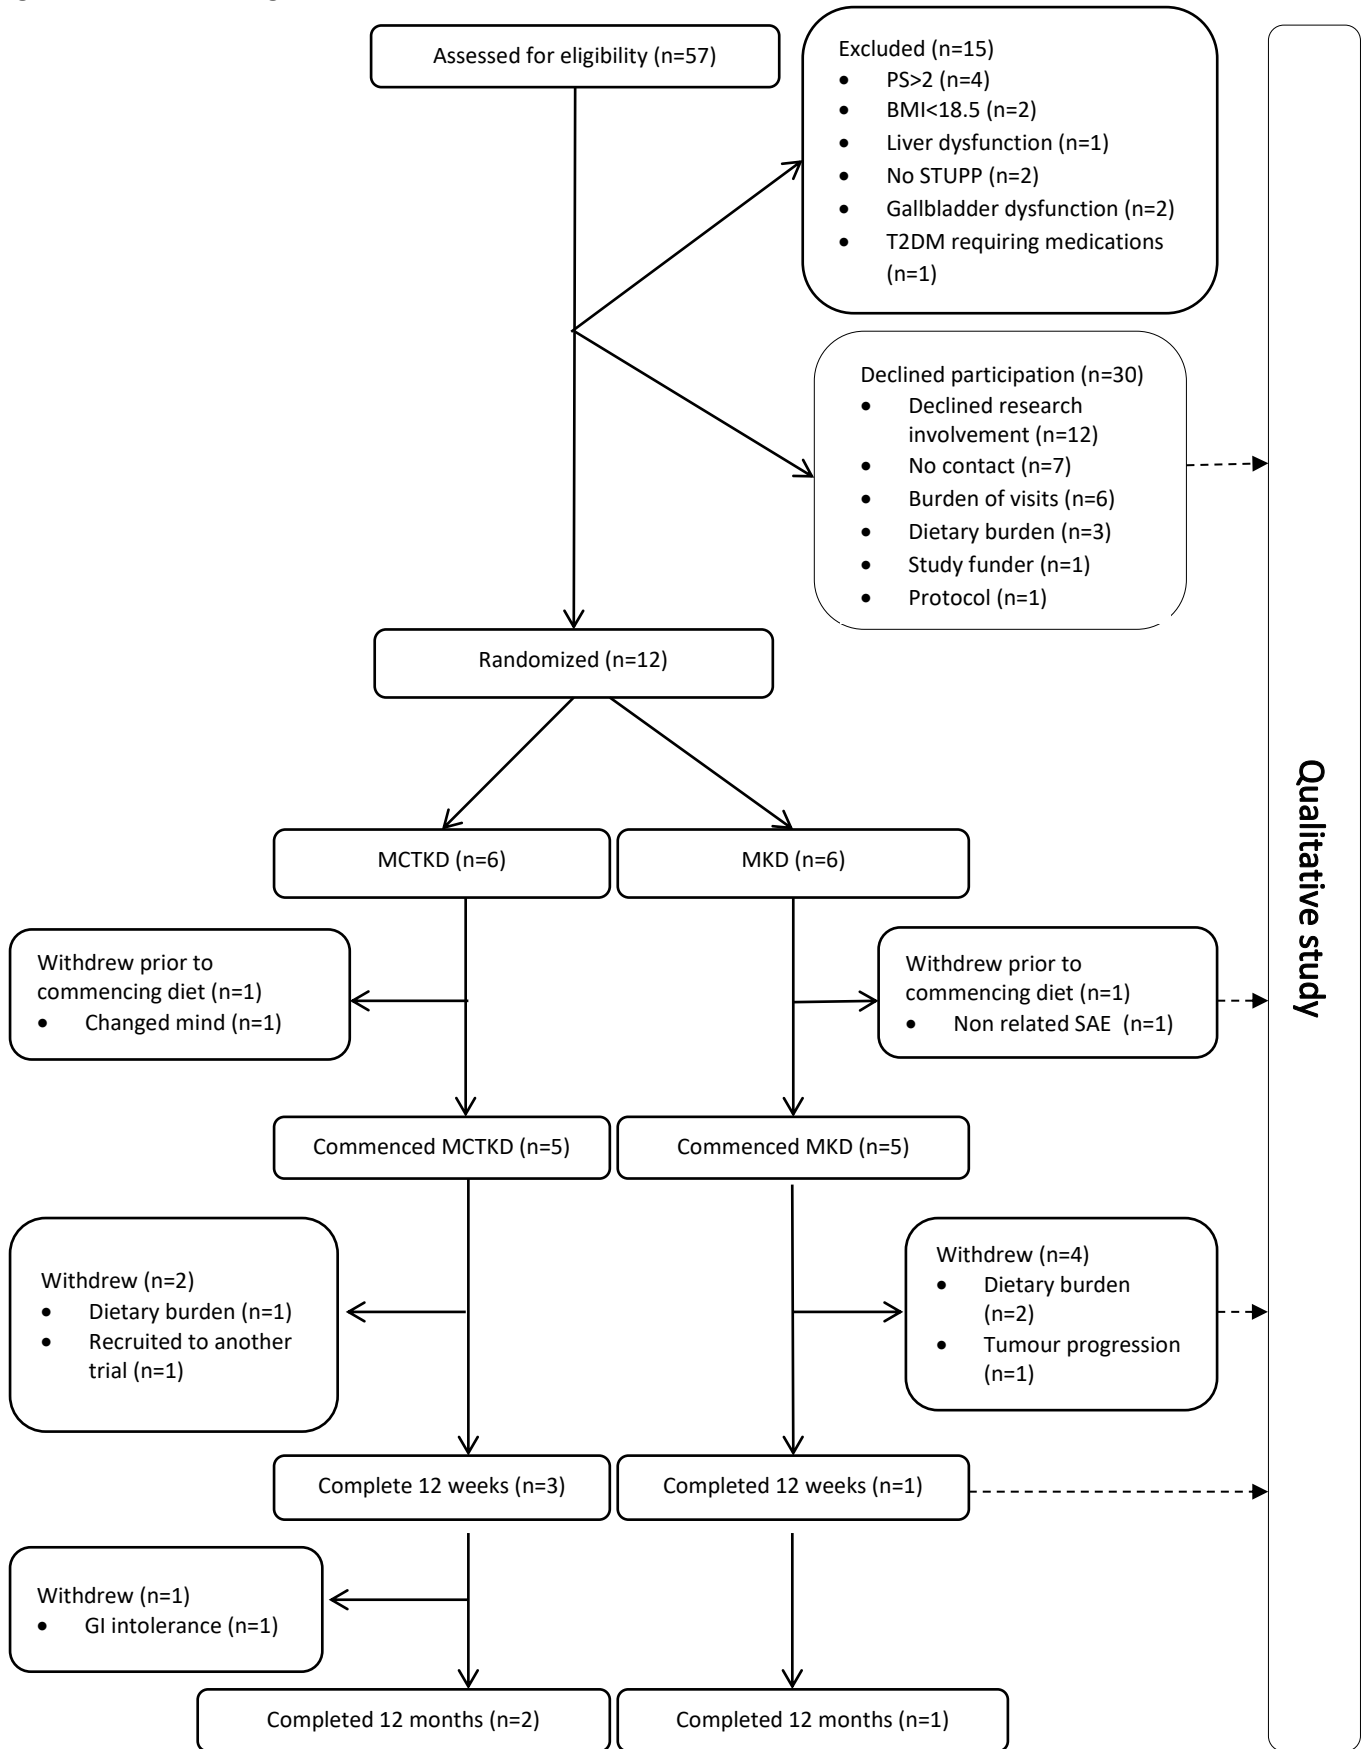 Assessed for eligibility (n=57)
Excluded (n=15)
• PS>2 (n=4)
• BMI<18.5 (n=2)
• Liver dysfunction (n=1)
• No STUPP (n=2)
• Gallbladder dysfunction (n=2)
• T2DM requiring medications
(n=1)
Declined participation (n=30)
• Declined research
involvement (n=12)
• No contact (n=7)
• Burden of visits (n=6)
• Dietary burden (n=3)
• Study funder (n=1)
• Protocol (n=1)
Randomized (n=12)
MCTKD (n=6)
MKD (n=6)
Withdrew prior to
commencing diet (n=1)
• Changed mind (n=1)
Withdrew prior to
commencing diet (n=1)
• Non related SAE (n=1)
Commenced MCTKD (n=5)
Commenced MKD (n=5)
Withdrew (n=2)
• Dietary burden (n=1)
• Recruited to another
trial (n=1)
Withdrew (n=4)
• Dietary burden
(n=2)
• Tumour progression
(n=1)
Complete 12 weeks (n=3)
Completed 12 weeks (n=1)
Withdrew (n=1)
• GI intolerance (n=1)
Completed 12 months (n=2)
Completed 12 months (n=1)
Qualitative study